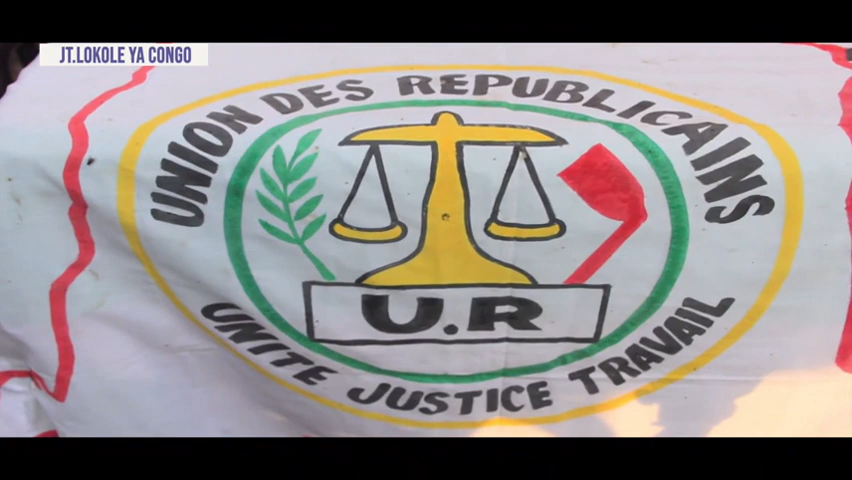 JT.LOKOLE YA CONGO
UNION DES REPUBLICAINS
U.R
UNITE JUSTICE TRAVAIL